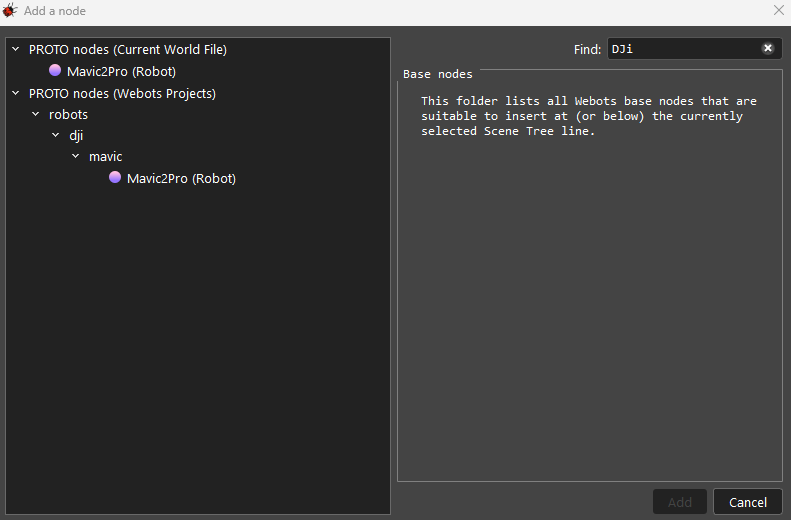 Add a node
PROTO nodes (Current World File)
Mavic2Pro (Robot)
PROTO nodes (Webots Projects)
robots
dji
mavic
Mavic2Pro (Robot)
Find: DJi
Base nodes
This folder lists all Webots base nodes that are
suitable to insert at (or below) the currently
selected Scene Tree line.
Add Cancel